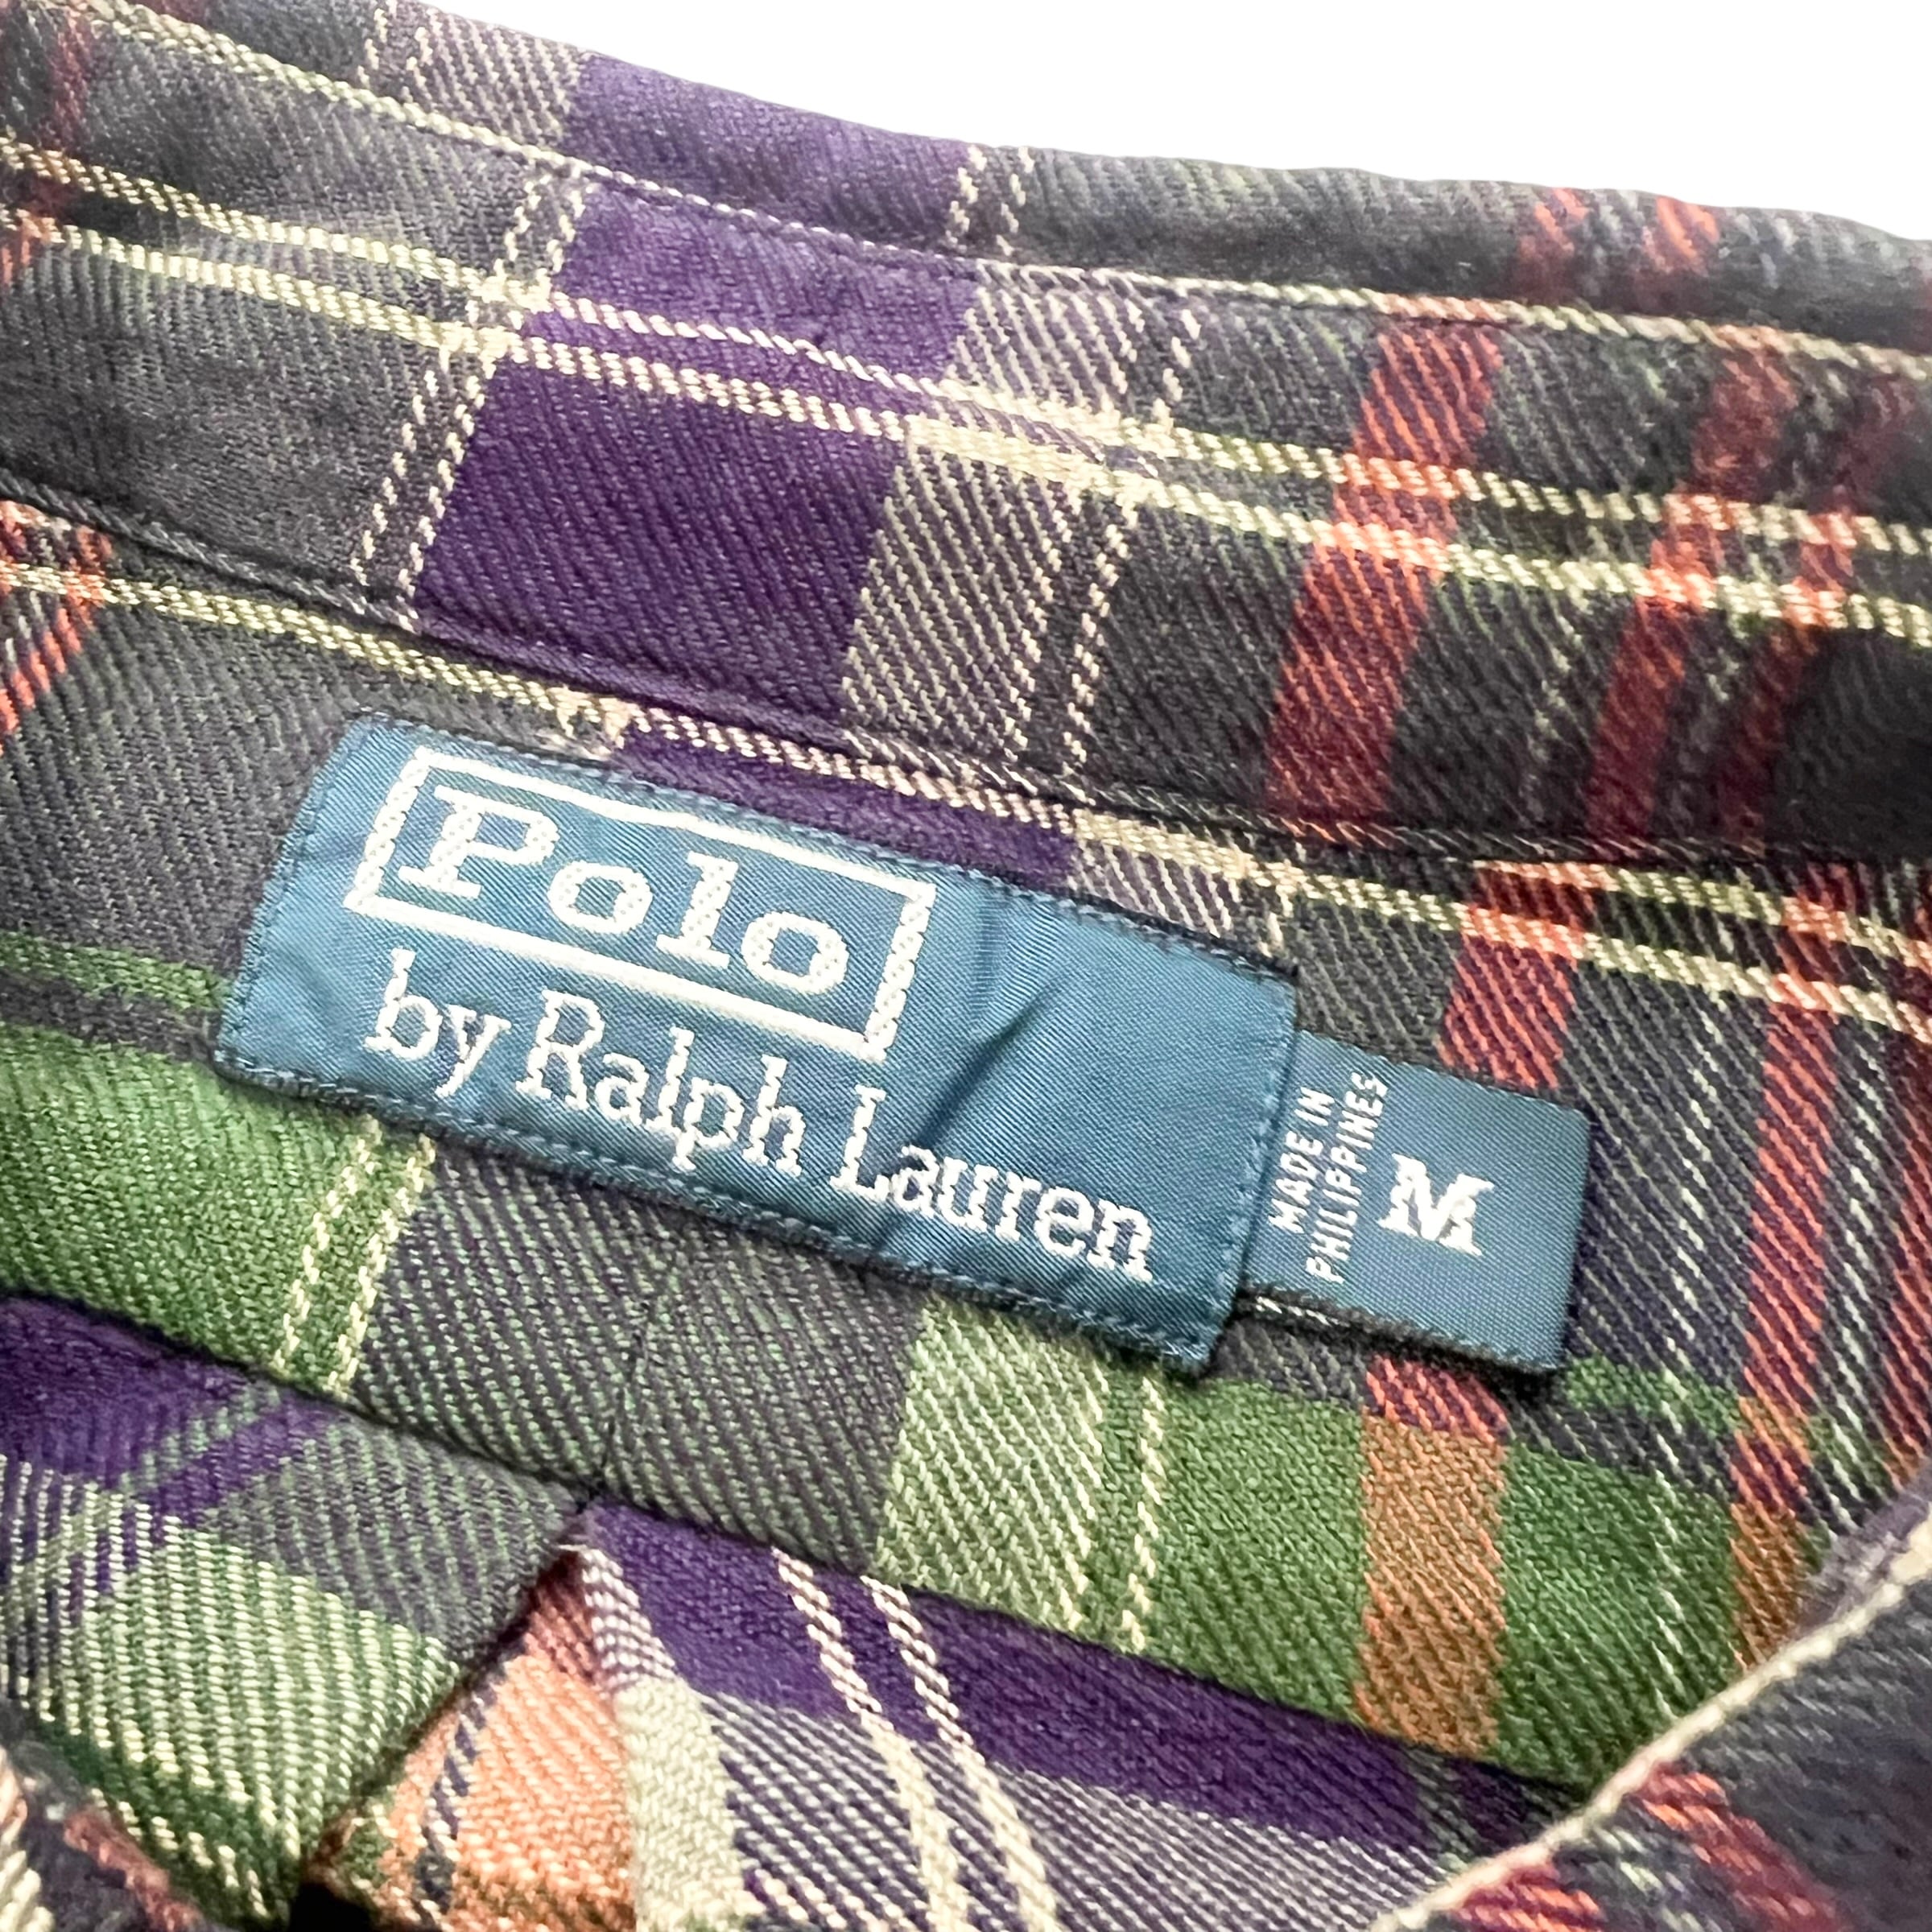 Polo
by Ralph Lauren
MADE IN
PHILIPPINES
M